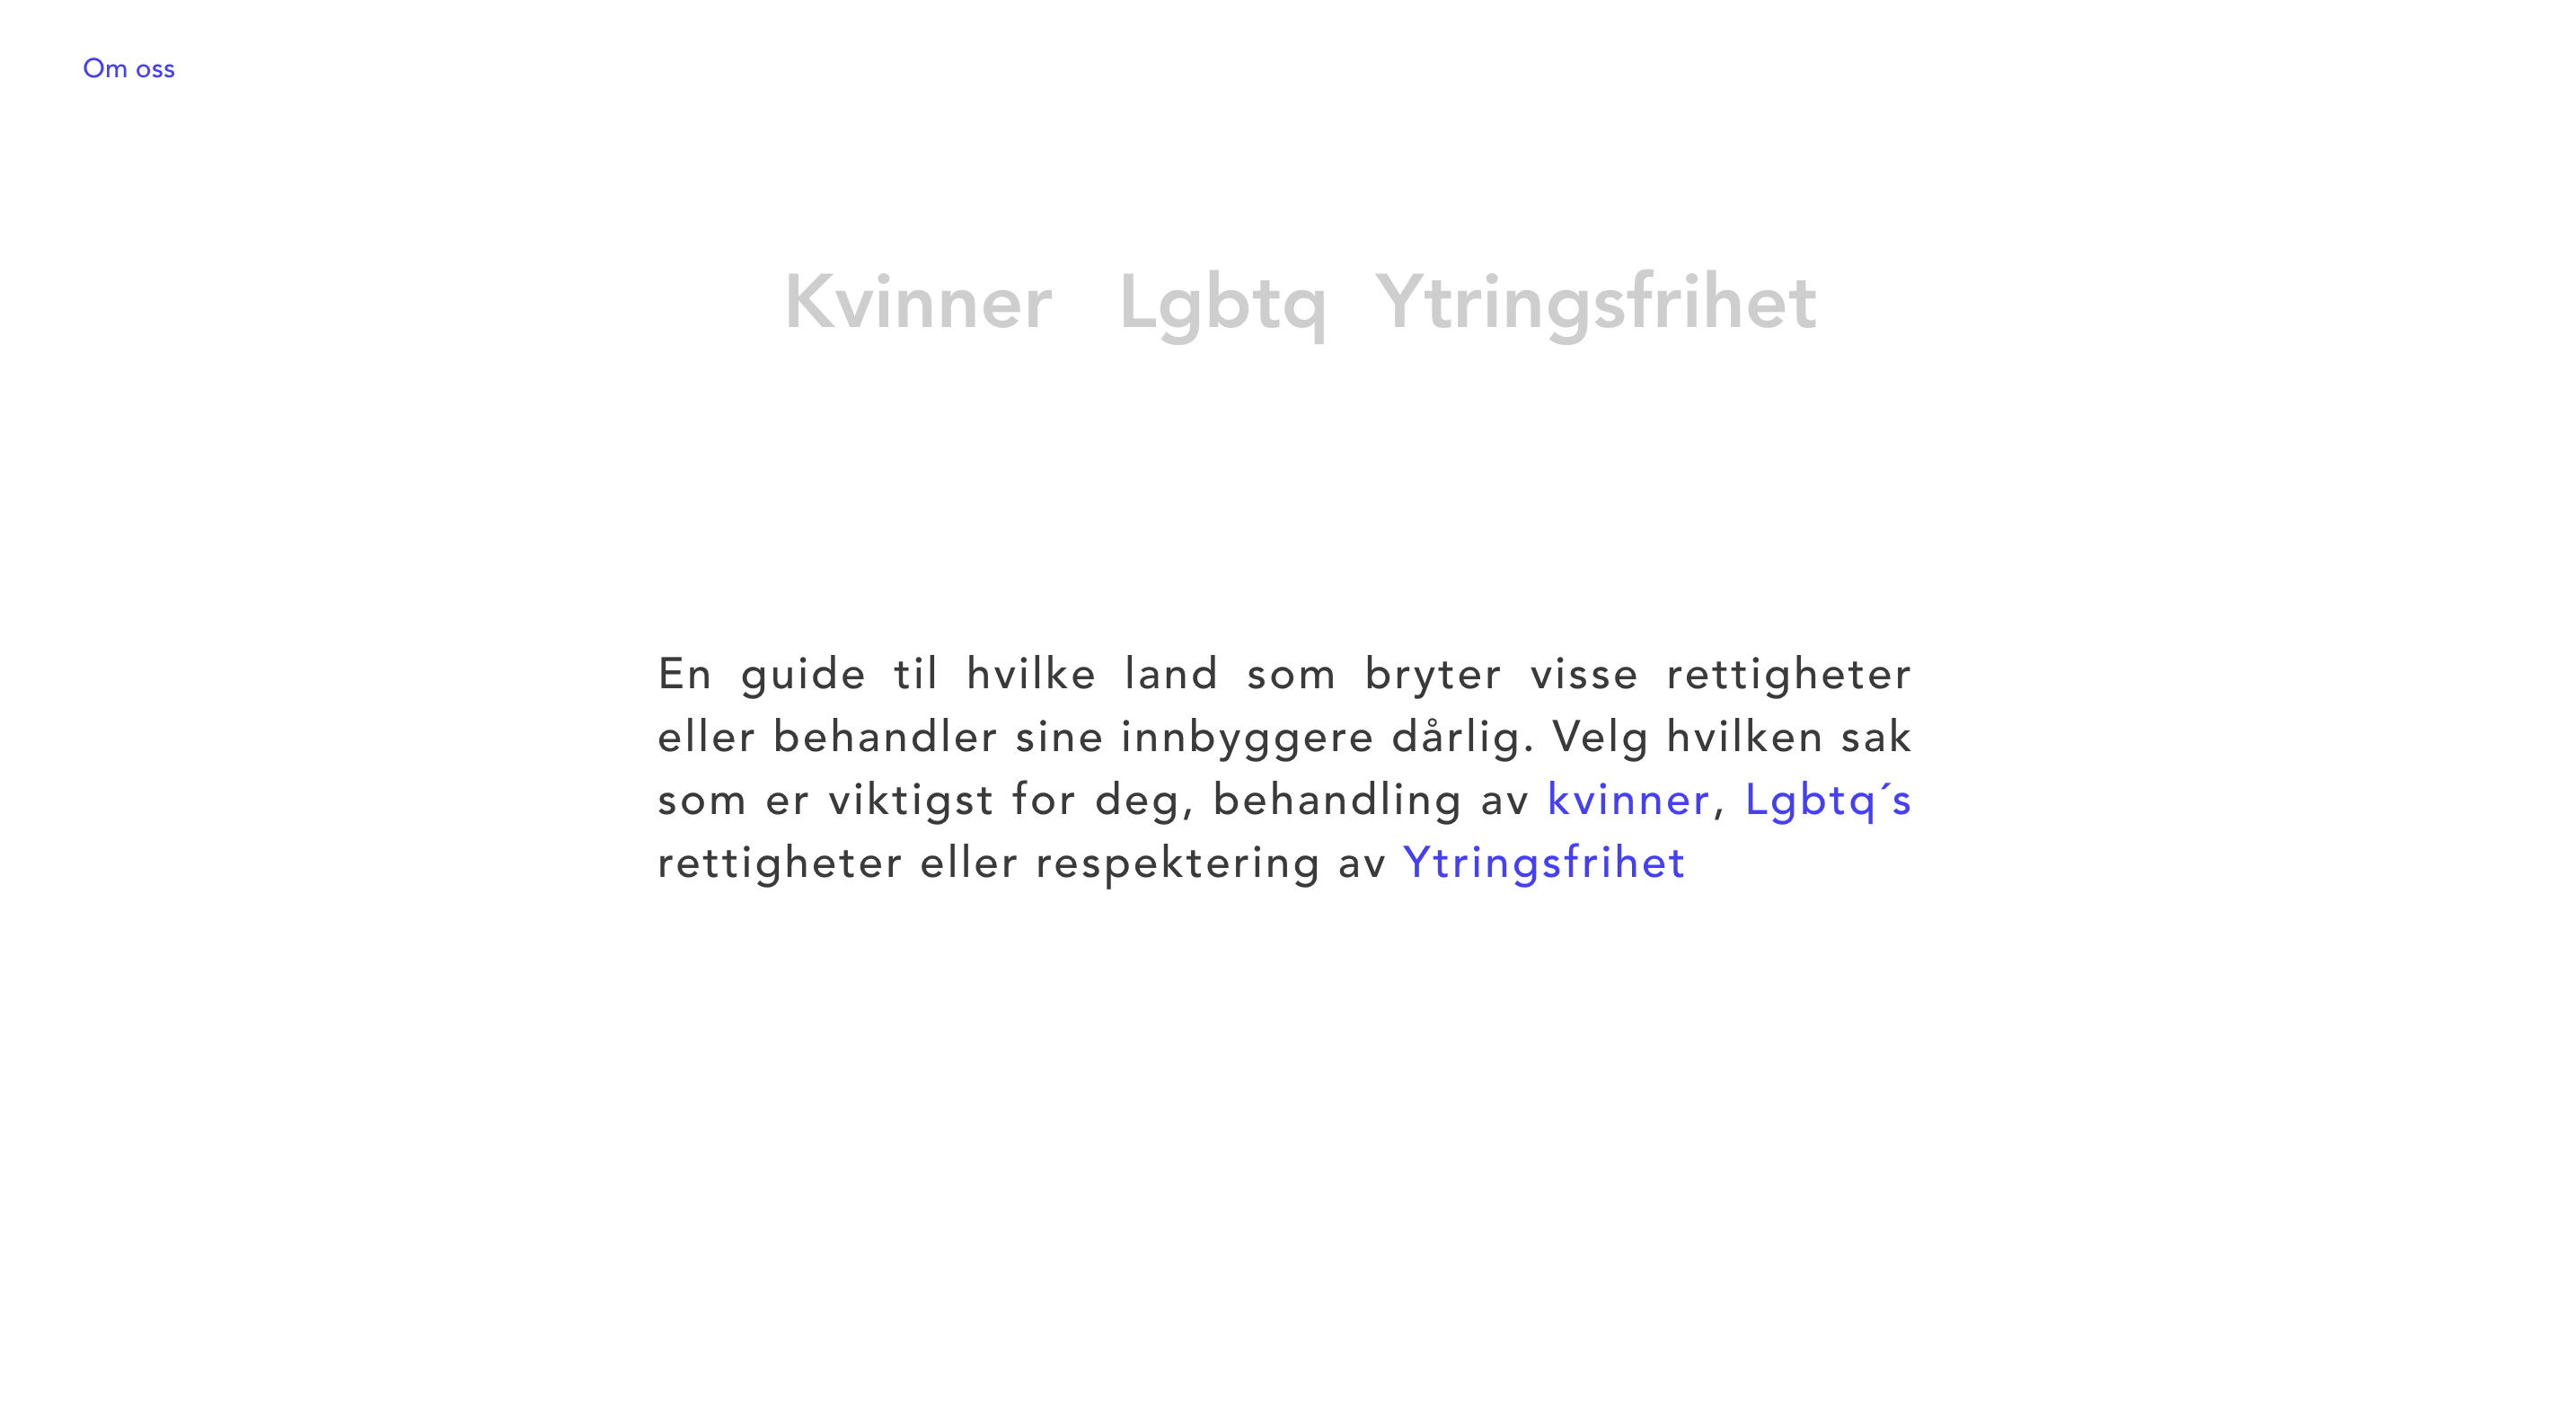 Om oss
Kvinner Lgbtq Ytringsfrihet
En guide til hvilke land som bryter visse rettigheter
eller behandler sine innbyggere dårlig. Velg hvilken sak
som er viktigst for deg, behandling av kvinner, Lgbtq´s
rettigheter eller respektering av Ytringsfrihet